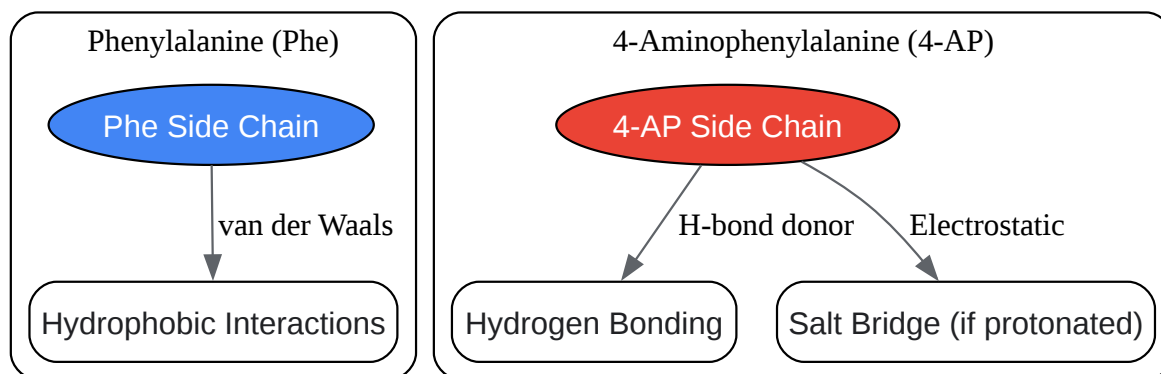 Phenylalanine (Phe)
Phe Side Chain
van der Waals
Hydrophobic Interactions
4-Aminophenylalanine (4-AP)
4-AP Side Chain
H-bond donor
Electrostatic
Hydrogen Bonding
Salt Bridge (if protonated)